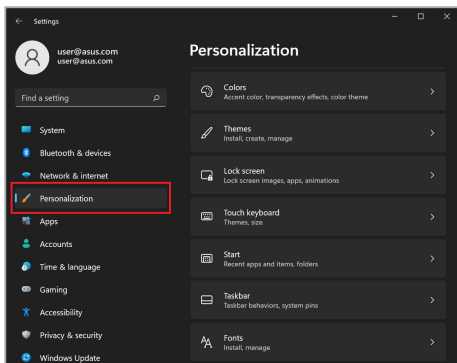 Settings
user@asus.com
user@asus.com
Find a setting
System
Bluetooth & devices
Network & internet
Personalization
Apps
Accounts
Time & language
Gaming
Accessibility
Privacy & security
Windows Update
Personalization
Colors
Accent color, transparency effects, color theme
Themes
Install, create, manage
Lock screen
Lock screen images, apps, animations
Touch keyboard
Themes, size
Start
Recent apps and items, folders
Taskbar
Taskbar behaviors, system pins
Fonts
Install, manage